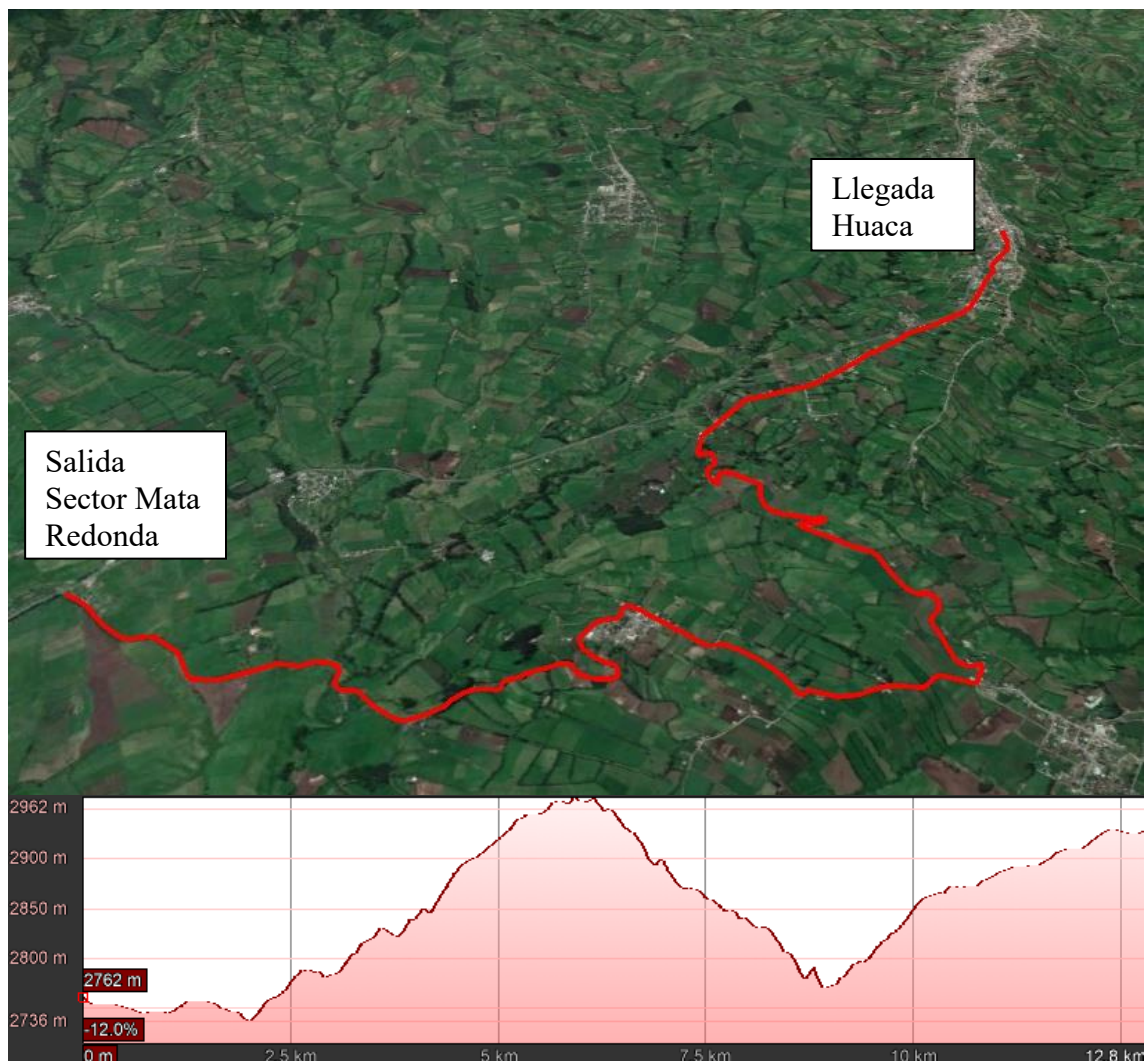 Llegada
Huaca
Salida
Sector Mata
Redonda
2962 m
2900 m
2850 m
2800 m
2762 m
2736 m
-12.0%
0 m 2.5 km 5 km 7.5 km 10 km 12.8 km